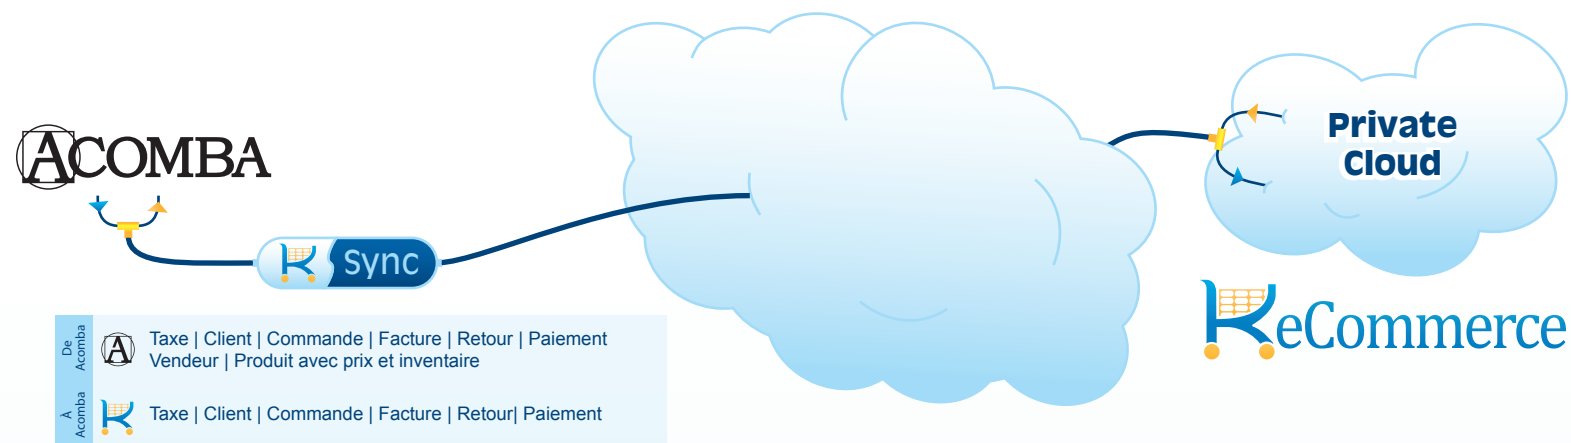 ACOMBA
Private
Cloud
K Sync
KeCommerce
De
Acomba
A
Taxe | Client | Commande | Facture | Retour | Paiement
Vendeur | Produit avec prix et inventaire
À
Acomba
K
Taxe | Client | Commande | Facture | Retour| Paiement